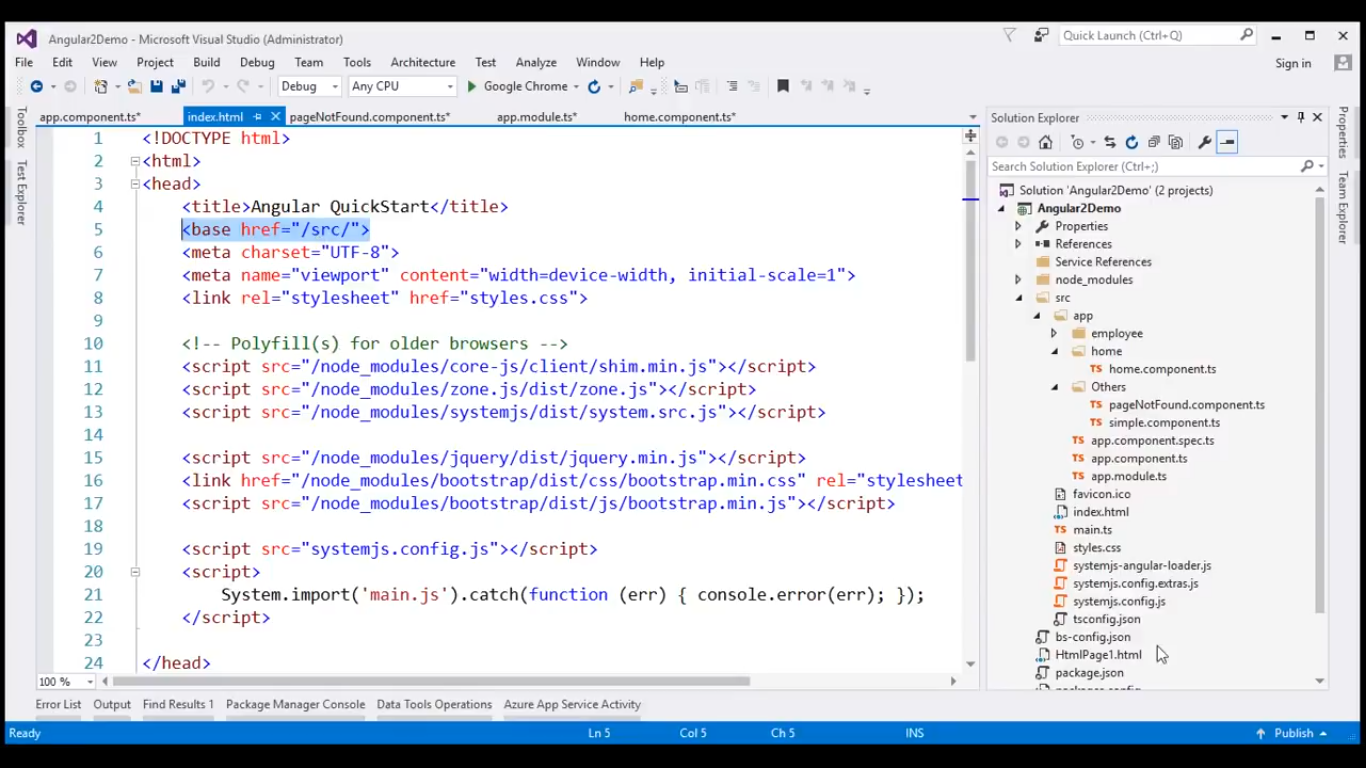 Angular2Demo - Microsoft Visual Studio (Administrator)
Quick Launch (Ctrl+Q)
File Edit View Project Build Debug Team Tools Architecture Test Analyze Window Help
Sign in
Debug Any CPU Google Chrome
Toolbox
Test Explorer
app.component.ts* index.html pageNotFound.component.ts* app.module.ts* home.component.ts*
1 <!DOCTYPE html>
2 <html>
3 <head>
4 <title>Angular QuickStart</title>
5 <base href="/src/">
6 <meta charset="UTF-8">
7 <meta name="viewport" content="width=device-width, initial-scale=1">
8 <link rel="stylesheet" href="styles.css">
9
10 <!-- Polyfill(s) for older browsers -->
11 <script src="/node_modules/core-js/client/shim.min.js"></script>
12 <script src="/node_modules/zone.js/dist/zone.js"></script>
13 <script src="/node_modules/systemjs/dist/system.src.js"></script>
14
15 <script src="/node_modules/jquery/dist/jquery.min.js"></script>
16 <link href="/node_modules/bootstrap/dist/css/bootstrap.min.css" rel="stylesheet
17 <script src="/node_modules/bootstrap/dist/js/bootstrap.min.js"></script>
18
19 <script src="systemjs.config.js"></script>
20 <script>
21 System.import('main.js').catch(function (err) { console.error(err); });
22 </script>
23
24 </head>
100 %
Solution Explorer
Search Solution Explorer (Ctrl+;)
Solution 'Angular2Demo' (2 projects)
Angular2Demo
Properties
References
Service References
node_modules
src
app
employee
home
home.component.ts
Others
pageNotFound.component.ts
simple.component.ts
app.component.spec.ts
app.component.ts
app.module.ts
favicon.ico
index.html
main.ts
styles.css
systemjs-angular-loader.js
systemjs.config.extras.js
systemjs.config.js
tsconfig.json
bs-config.json
HtmlPage1.html
package.json
Properties
Team Explorer
Error List Output Find Results 1 Package Manager Console Data Tools Operations Azure App Service Activity
Ready Ln 5 Col 5 Ch 5 INS Publish